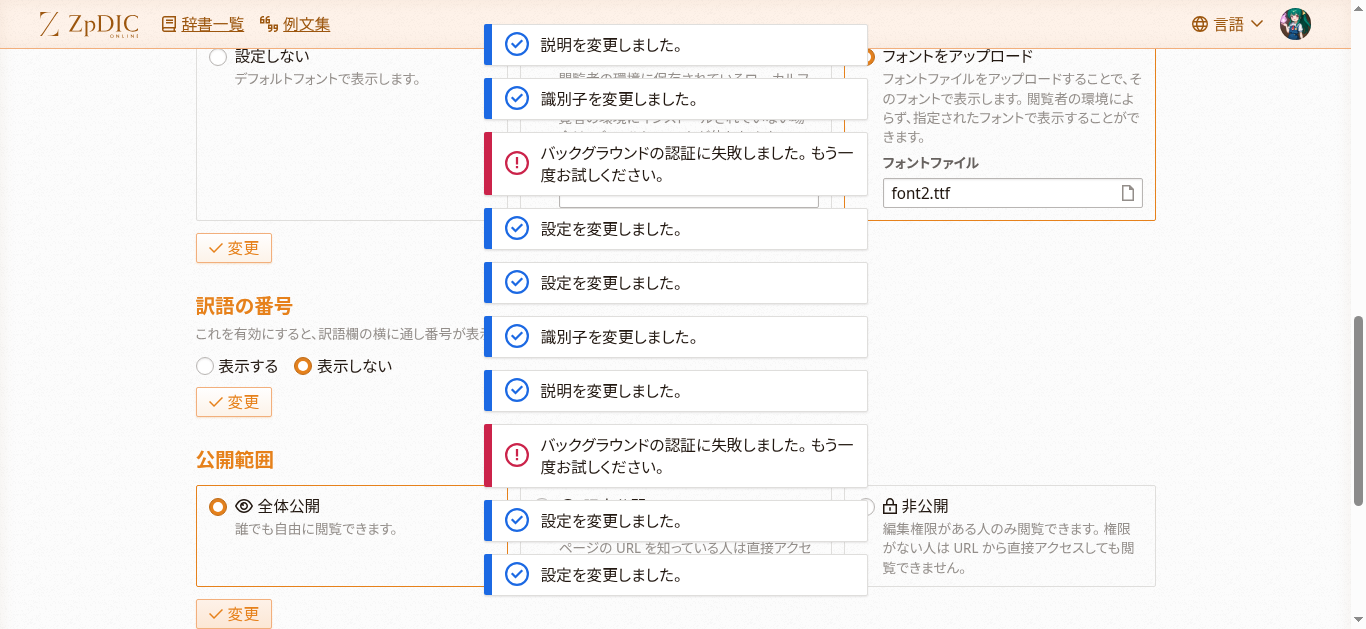 ZpDIC
ONLINE
辞書一覧
例文集
言語
設定しない
デフォルトフォントで表示します。
フォントをアップロード
フォントファイルをアップロードすることで、そ
のフォントで表示します。閲覧者の環境によ
らず、指定されたフォントで表示することがで
きます。
フォントファイル
font2.ttf
変更
訳語の番号
これを有効にすると、訳語欄の横に通し番号が表示
表示する
表示しない
変更
公開範囲
全体公開
誰でも自由に閲覧できます。
ページの URL を知っている人は直接アクセ
非公開
編集権限がある人のみ閲覧できます。権限
がない人は URL から直接アクセスしても閲
覧できません。
変更
説明を変更しました。
識別子を変更しました。
バックグラウンドの認証に失敗しました。もう一
度お試しください。
設定を変更しました。
設定を変更しました。
識別子を変更しました。
説明を変更しました。
バックグラウンドの認証に失敗しました。もう一
度お試しください。
設定を変更しました。
設定を変更しました。